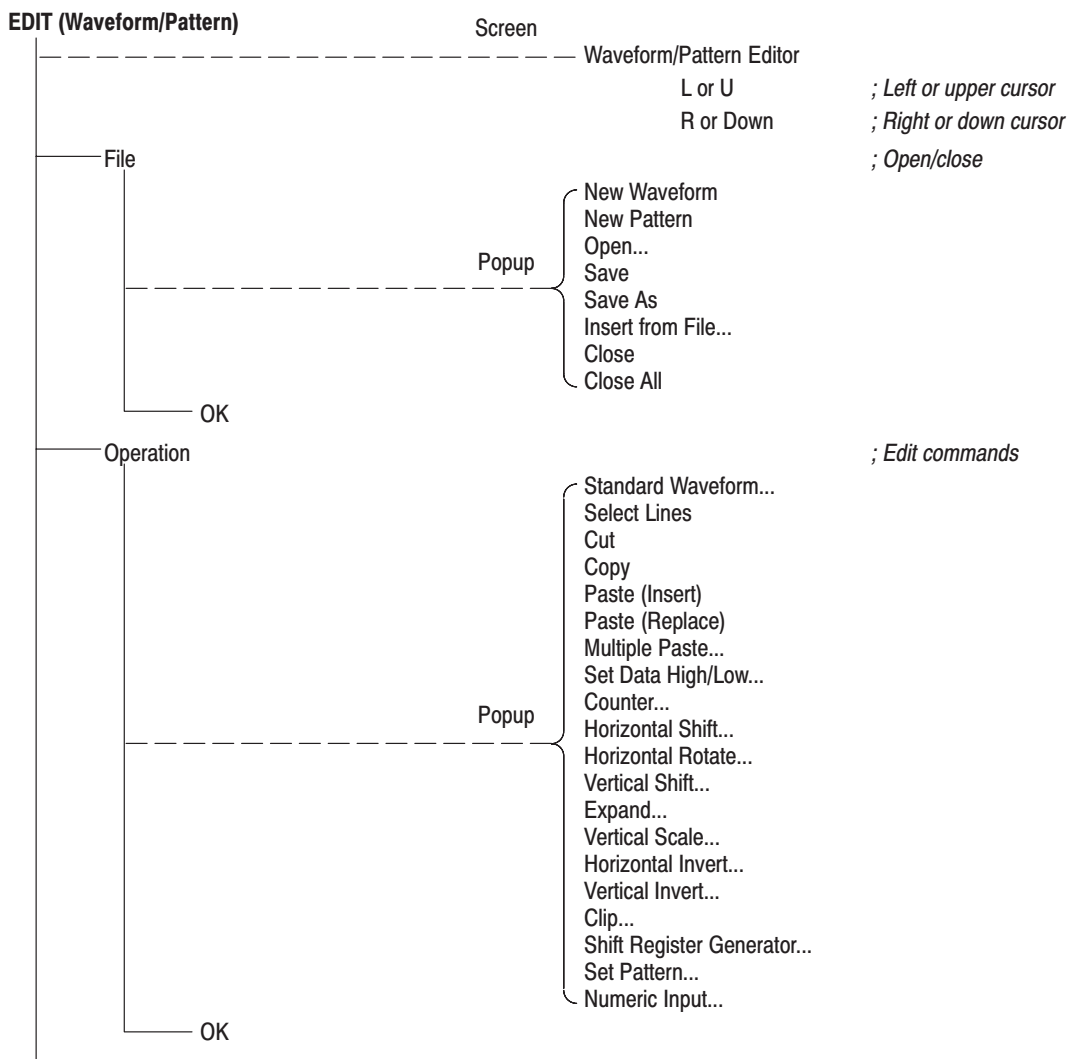 EDIT (Waveform/Pattern)
Screen
Waveform/Pattern Editor
L or U ; Left or upper cursor
R or Down ; Right or down cursor
File ; Open/close
New Waveform
New Pattern
Open...
Popup
Save
Save As
Insert from File...
Close
Close All
OK
Operation ; Edit commands
Standard Waveform...
Select Lines
Cut
Copy
Paste (Insert)
Paste (Replace)
Multiple Paste...
Set Data High/Low...
Counter...
Popup
Horizontal Shift...
Horizontal Rotate...
Vertical Shift...
Expand...
Vertical Scale...
Horizontal Invert...
Vertical Invert...
Clip...
Shift Register Generator...
Set Pattern...
Numeric Input...
OK